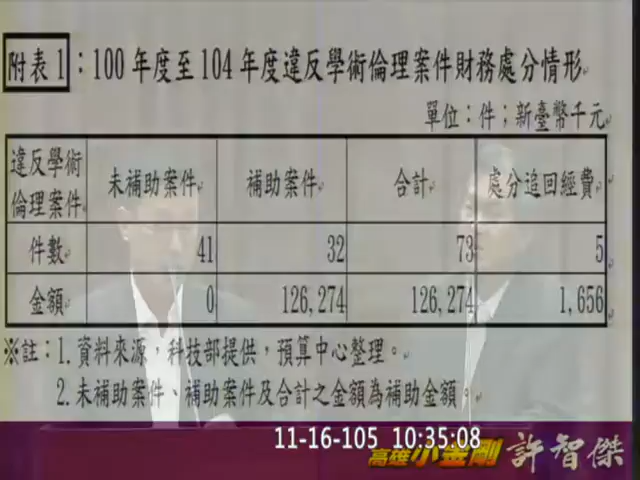 附表1：100年度至104年度違反學術倫理案件財務處分情形
單位：件；新臺幣千元
違反學術倫理案件 未補助案件 補助案件 合計 處分追回經費
件數 41 32 73 5
金額 0 126,274 126,274 1,656
※註：1.資料來源，科技部提供，預算中心整理。
2.未補助案件、補助案件及合計之金額為補助金額。
11-16-105 10:35:08
高雄小金剛 許智傑